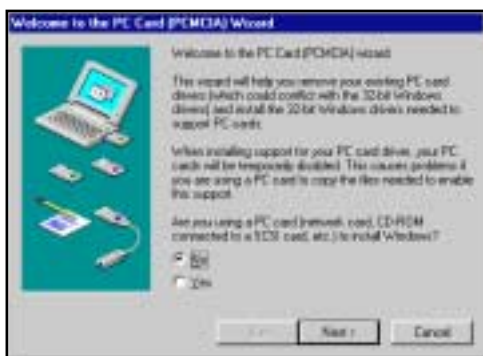 Welcome to the PC Card (PCMCIA) Wizard
Welcome to the PC Card (PCMCIA) wizard.
This wizard will help you remove your existing PC card
drivers (which could conflict with the 32-bit Windows
drivers) and install the 32-bit Windows drivers needed to
support PC cards.
When installing support for your PC card driver, your PC
cards will be temporarily disabled. This causes problems if
you are using a PC card to copy the files needed to enable
this support.
Are you using a PC card (network card, CD-ROM
connected to a SCSI card, etc.) to install Windows?
No
Yes
Next >
Cancel